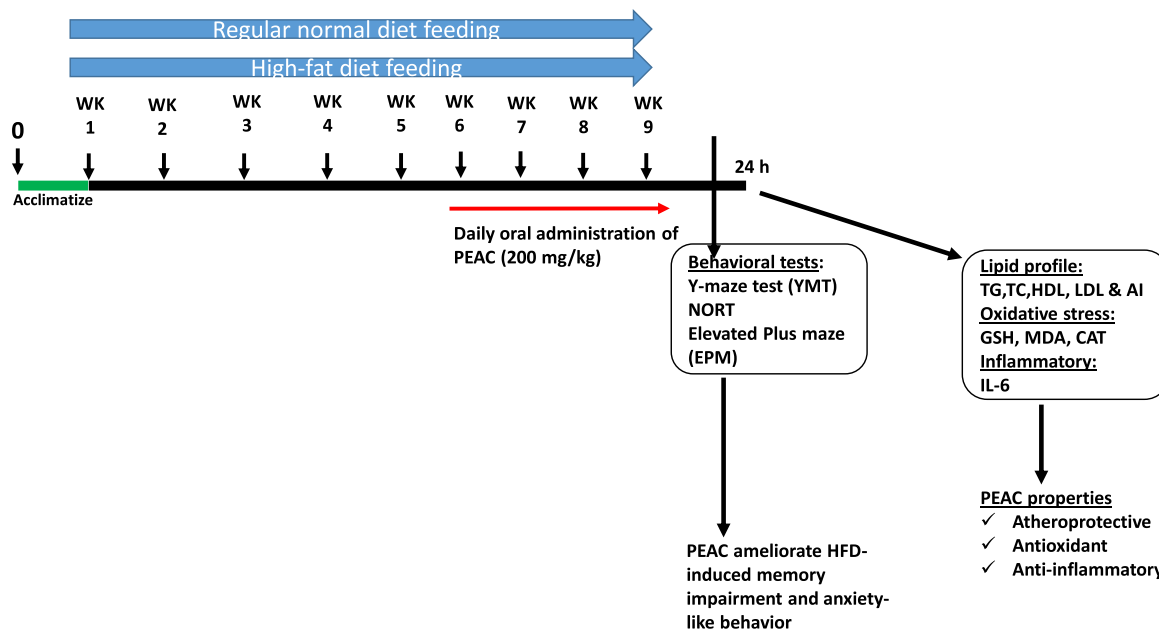 Regular normal diet feeding
High-fat diet feeding
WK WK WK WK WK WK WK WK WK
0 1 2 3 4 5 6 7 8 9
24 h
Acclimatize
Daily oral administration of
PEAC (200 mg/kg)
Behavioral tests:
Y-maze test (YMT)
NORT
Elevated Plus maze
(EPM)
Lipid profile:
TG,TC,HDL, LDL & AI
Oxidative stress:
GSH, MDA, CAT
Inflammatory:
IL-6
PEAC ameliorate HFD-
induced memory
impairment and anxiety-
like behavior
PEAC properties
✓ Atheroprotective
✓ Antioxidant
✓ Anti-inflammatory